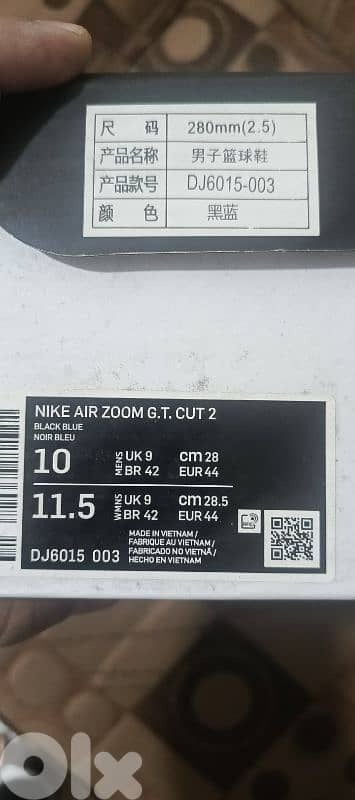 尺 码 280mm(2.5)
产品名称 男子篮球鞋
产品款号 DJ6015-003
颜 色 黑蓝
NIKE AIR ZOOM G.T. CUT 2
BLACK BLUE
NOIR BLEU
10 MENS UK 9 cm 28
BR 42 EUR 44
11.5 WMNS UK 9 cm 28.5
BR 42 EUR 44
MADE IN VIETNAM /
FABRIQUE AU VIETNAM /
FABRICADO NO VIETNÃ /
HECHO EN VIETNAM
DJ6015 003
Olx